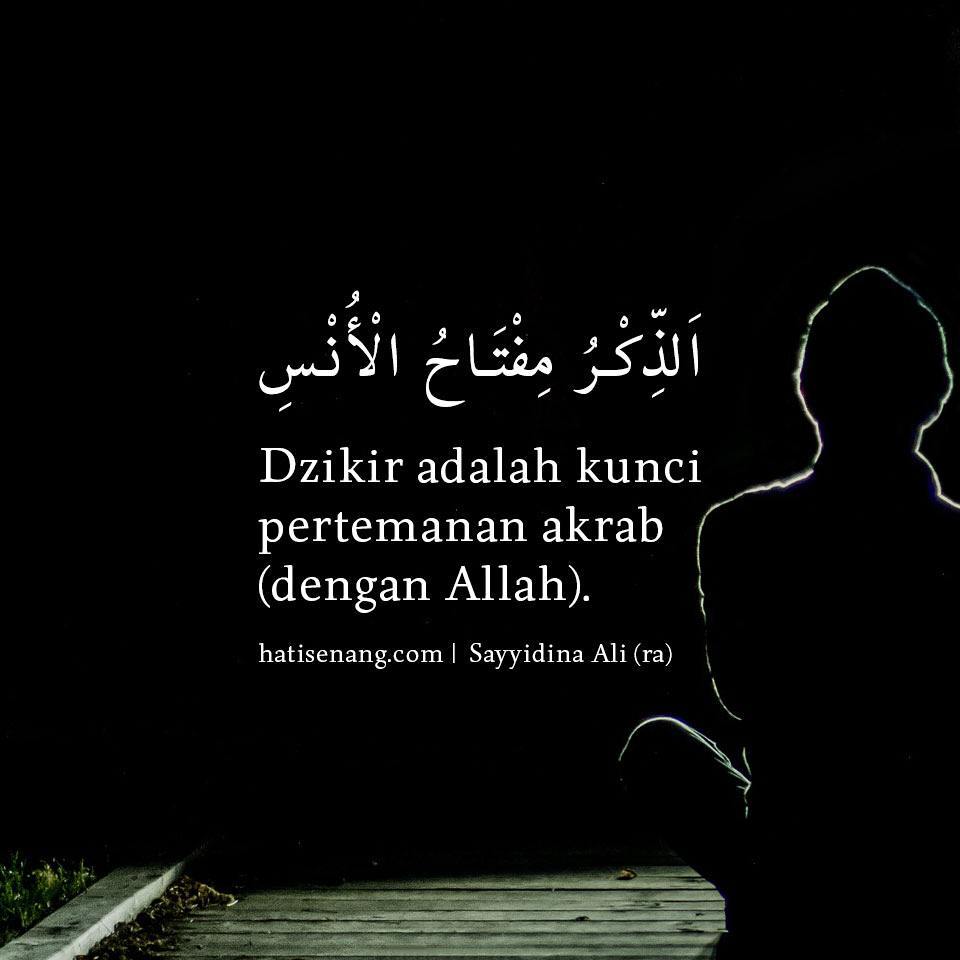 اَلذِّكْرُ مِفْتَاحُ الْأُنْسِ
Dzikir adalah kunci
pertemanan akrab
(dengan Allah).
hatisenang.com | Sayyidina Ali (ra)